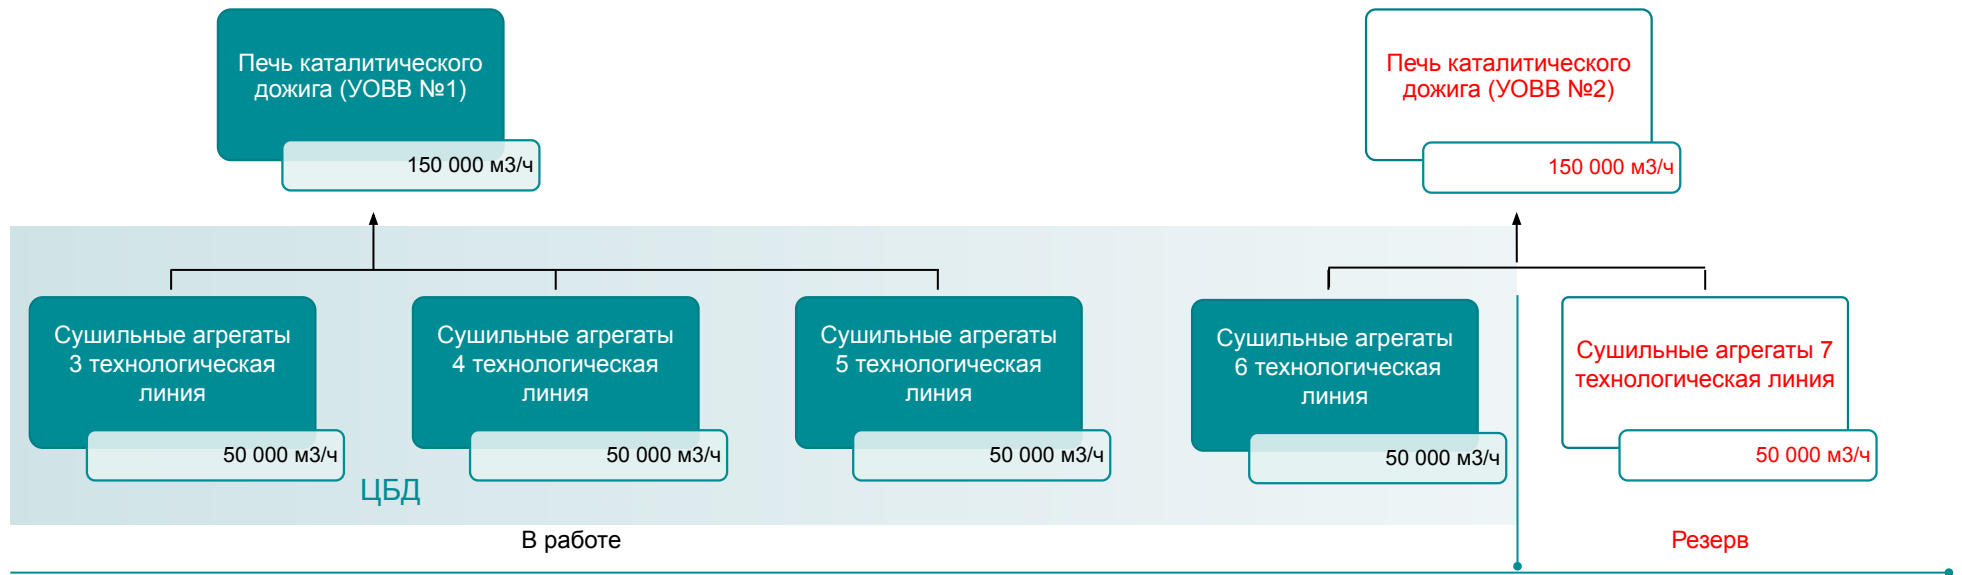 Печь каталитического
дожига (УОВВ №1)
150 000 м3/ч
Печь каталитического
дожига (УОВВ №2)
150 000 м3/ч
Сушильные агрегаты
3 технологическая
линия
50 000 м3/ч
Сушильные агрегаты
4 технологическая
линия
50 000 м3/ч
Сушильные агрегаты
5 технологическая
линия
50 000 м3/ч
Сушильные агрегаты
6 технологическая
линия
50 000 м3/ч
Сушильные агрегаты 7
технологическая линия
50 000 м3/ч
ЦБД
В работе
Резерв